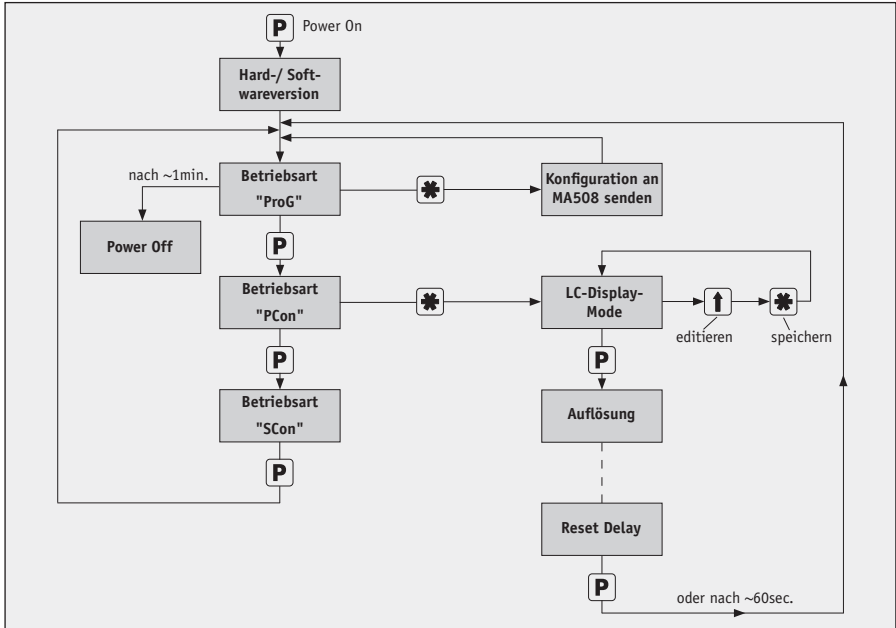 P Power On
Hard-/ Soft-
wareversion
nach ~1min.
Betriebsart
"ProG"
✱
Konfiguration an
MA508 senden
Power Off
P
Betriebsart
"PCon"
✱
LC-Display-
Mode
⬆
✱
editieren
speichern
P
P
Betriebsart
"SCon"
Auflösung
P
Reset Delay
P
oder nach ~60sec.